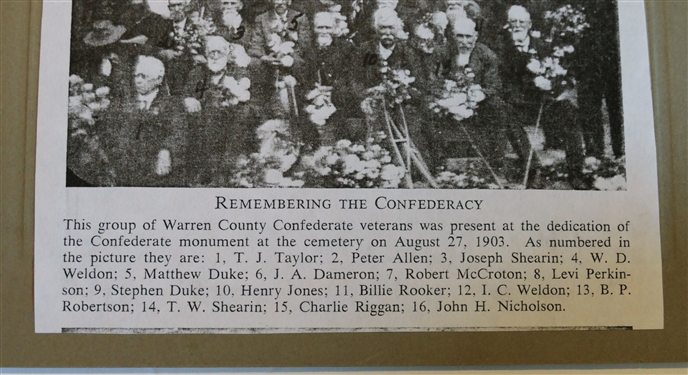 REMEMBERING THE CONFEDERACY
This group of Warren County Confederate veterans was present at the dedication of
the Confederate monument at the cemetery on August 27, 1903. As numbered in
the picture they are: 1, T. J. Taylor; 2, Peter Allen; 3, Joseph Shearin; 4, W. D.
Weldon; 5, Matthew Duke; 6, J. A. Dameron; 7, Robert McCroton; 8, Levi Perkin-
son; 9, Stephen Duke; 10, Henry Jones; 11, Billie Rooker; 12, I. C. Weldon; 13, B. P.
Robertson; 14, T. W. Shearin; 15, Charlie Riggan; 16, John H. Nicholson.